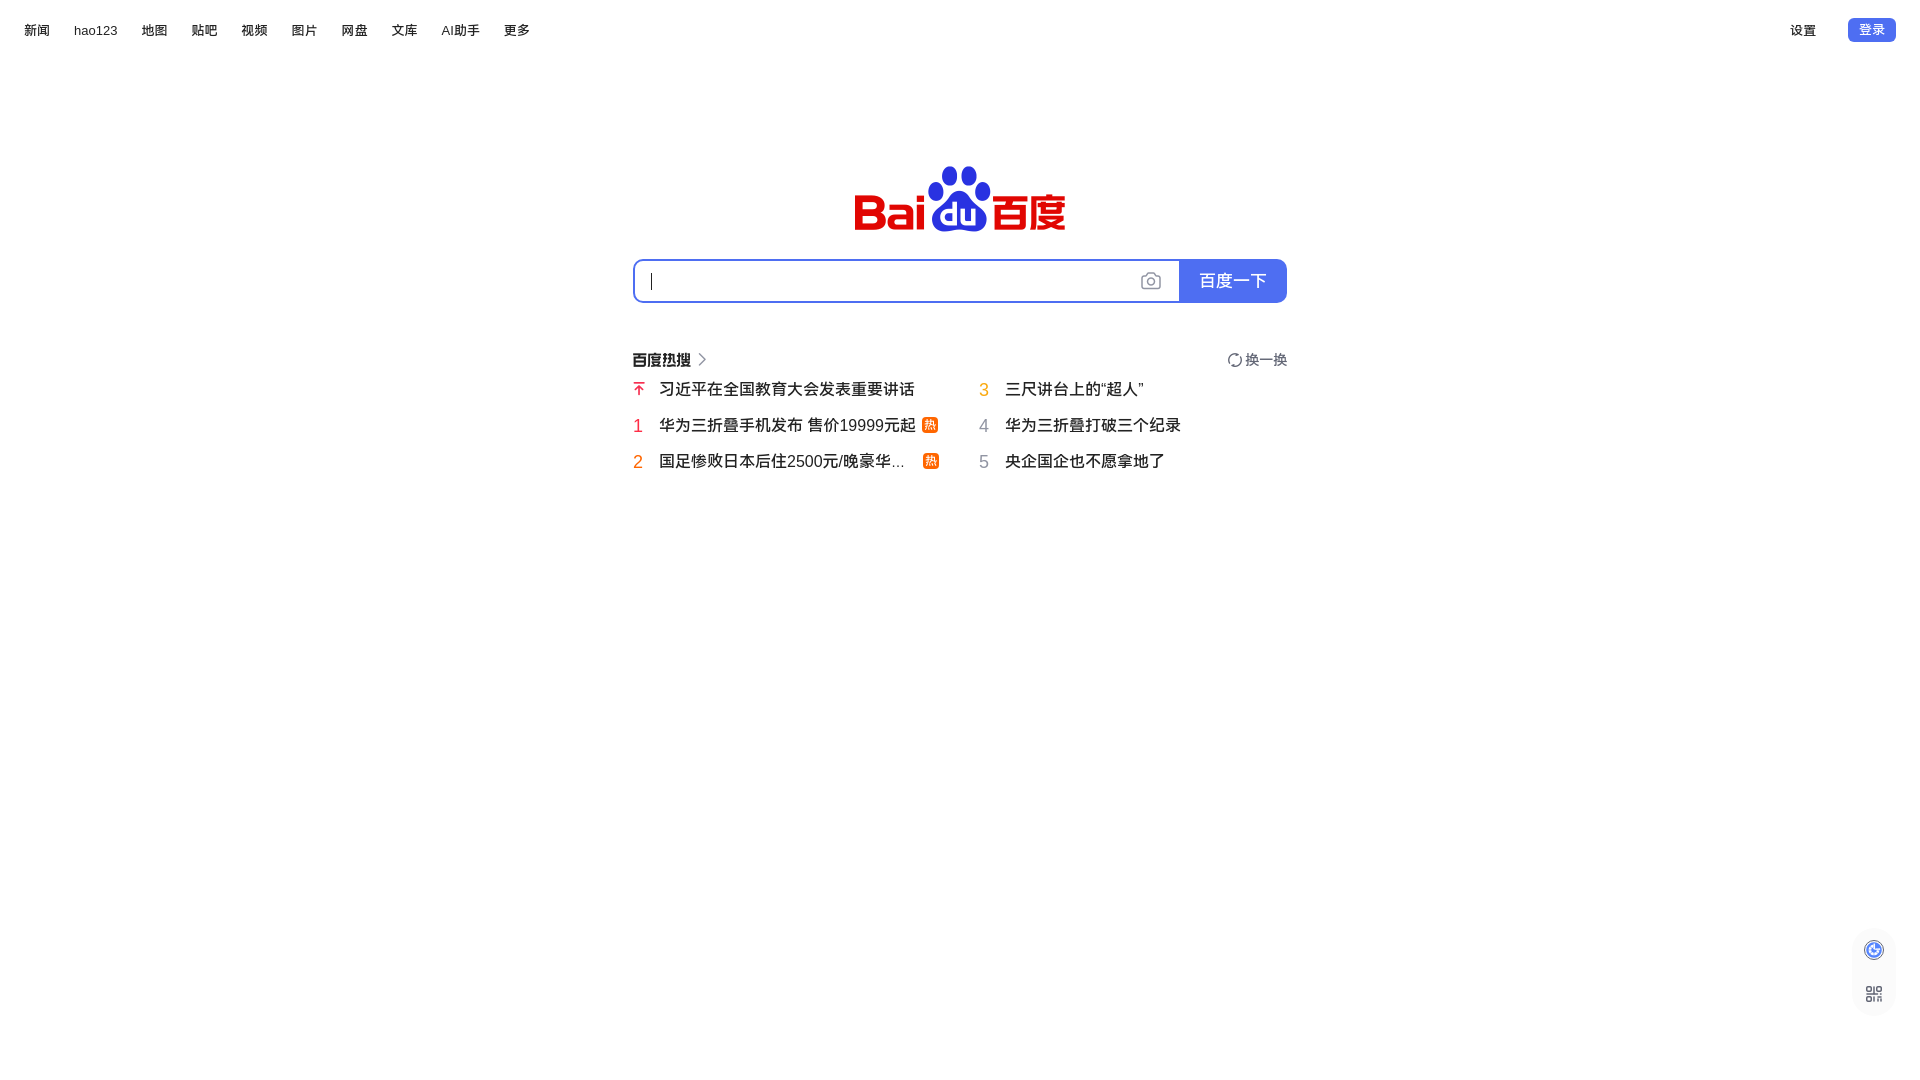 新闻 hao123 地图 贴吧 视频 图片 网盘 文库 AI助手 更多 设置 登录
Bai du 百度
百度一下
百度热搜 换一换
习近平在全国教育大会发表重要讲话
1 华为三折叠手机发布 售价19999元起 热
2 国足惨败日本后住2500元/晚豪华... 热
3 三尺讲台上的“超人”
4 华为三折叠打破三个纪录
5 央企国企也不愿拿地了